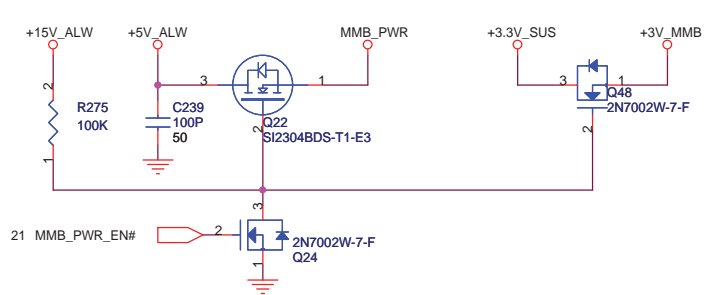 +15V_ALW +5V_ALW MMB_PWR +3.3V_SUS +3V_MMB
2 3 1 3 1
R275 C239 Q48
100K 100P Q22 2N7002W-7-F
50 2 SI2304BDS-T1-E3 2
1
3
21 MMB_PWR_EN# 2 2N7002W-7-F
1 Q24